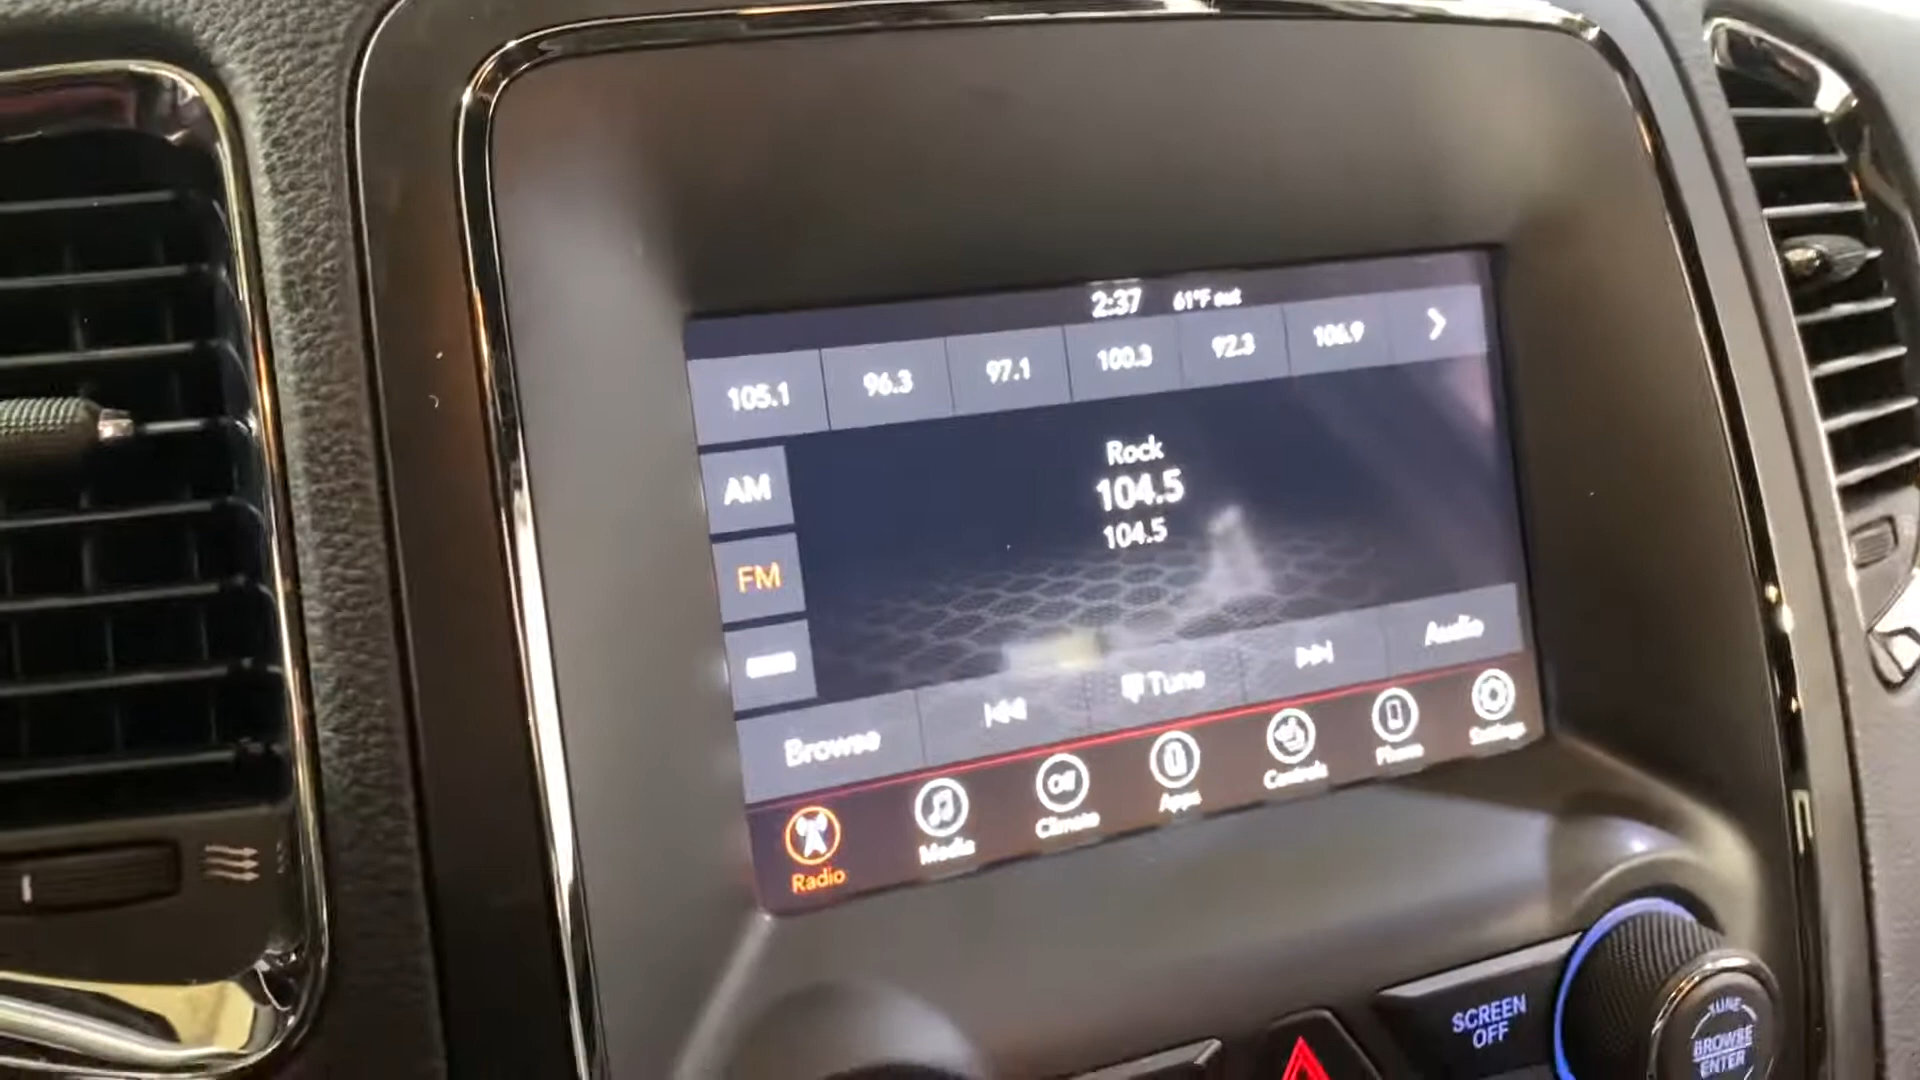 2:37 61°F out
105.1 96.3 97.1 100.3 92.3 106.9
Rock
104.5
104.5
AM
FM
Browse Tune Audio
Radio Media Climate Apps Controls Phone Settings
Off
SCREEN
OFF
TUNE
BROWSE
ENTER